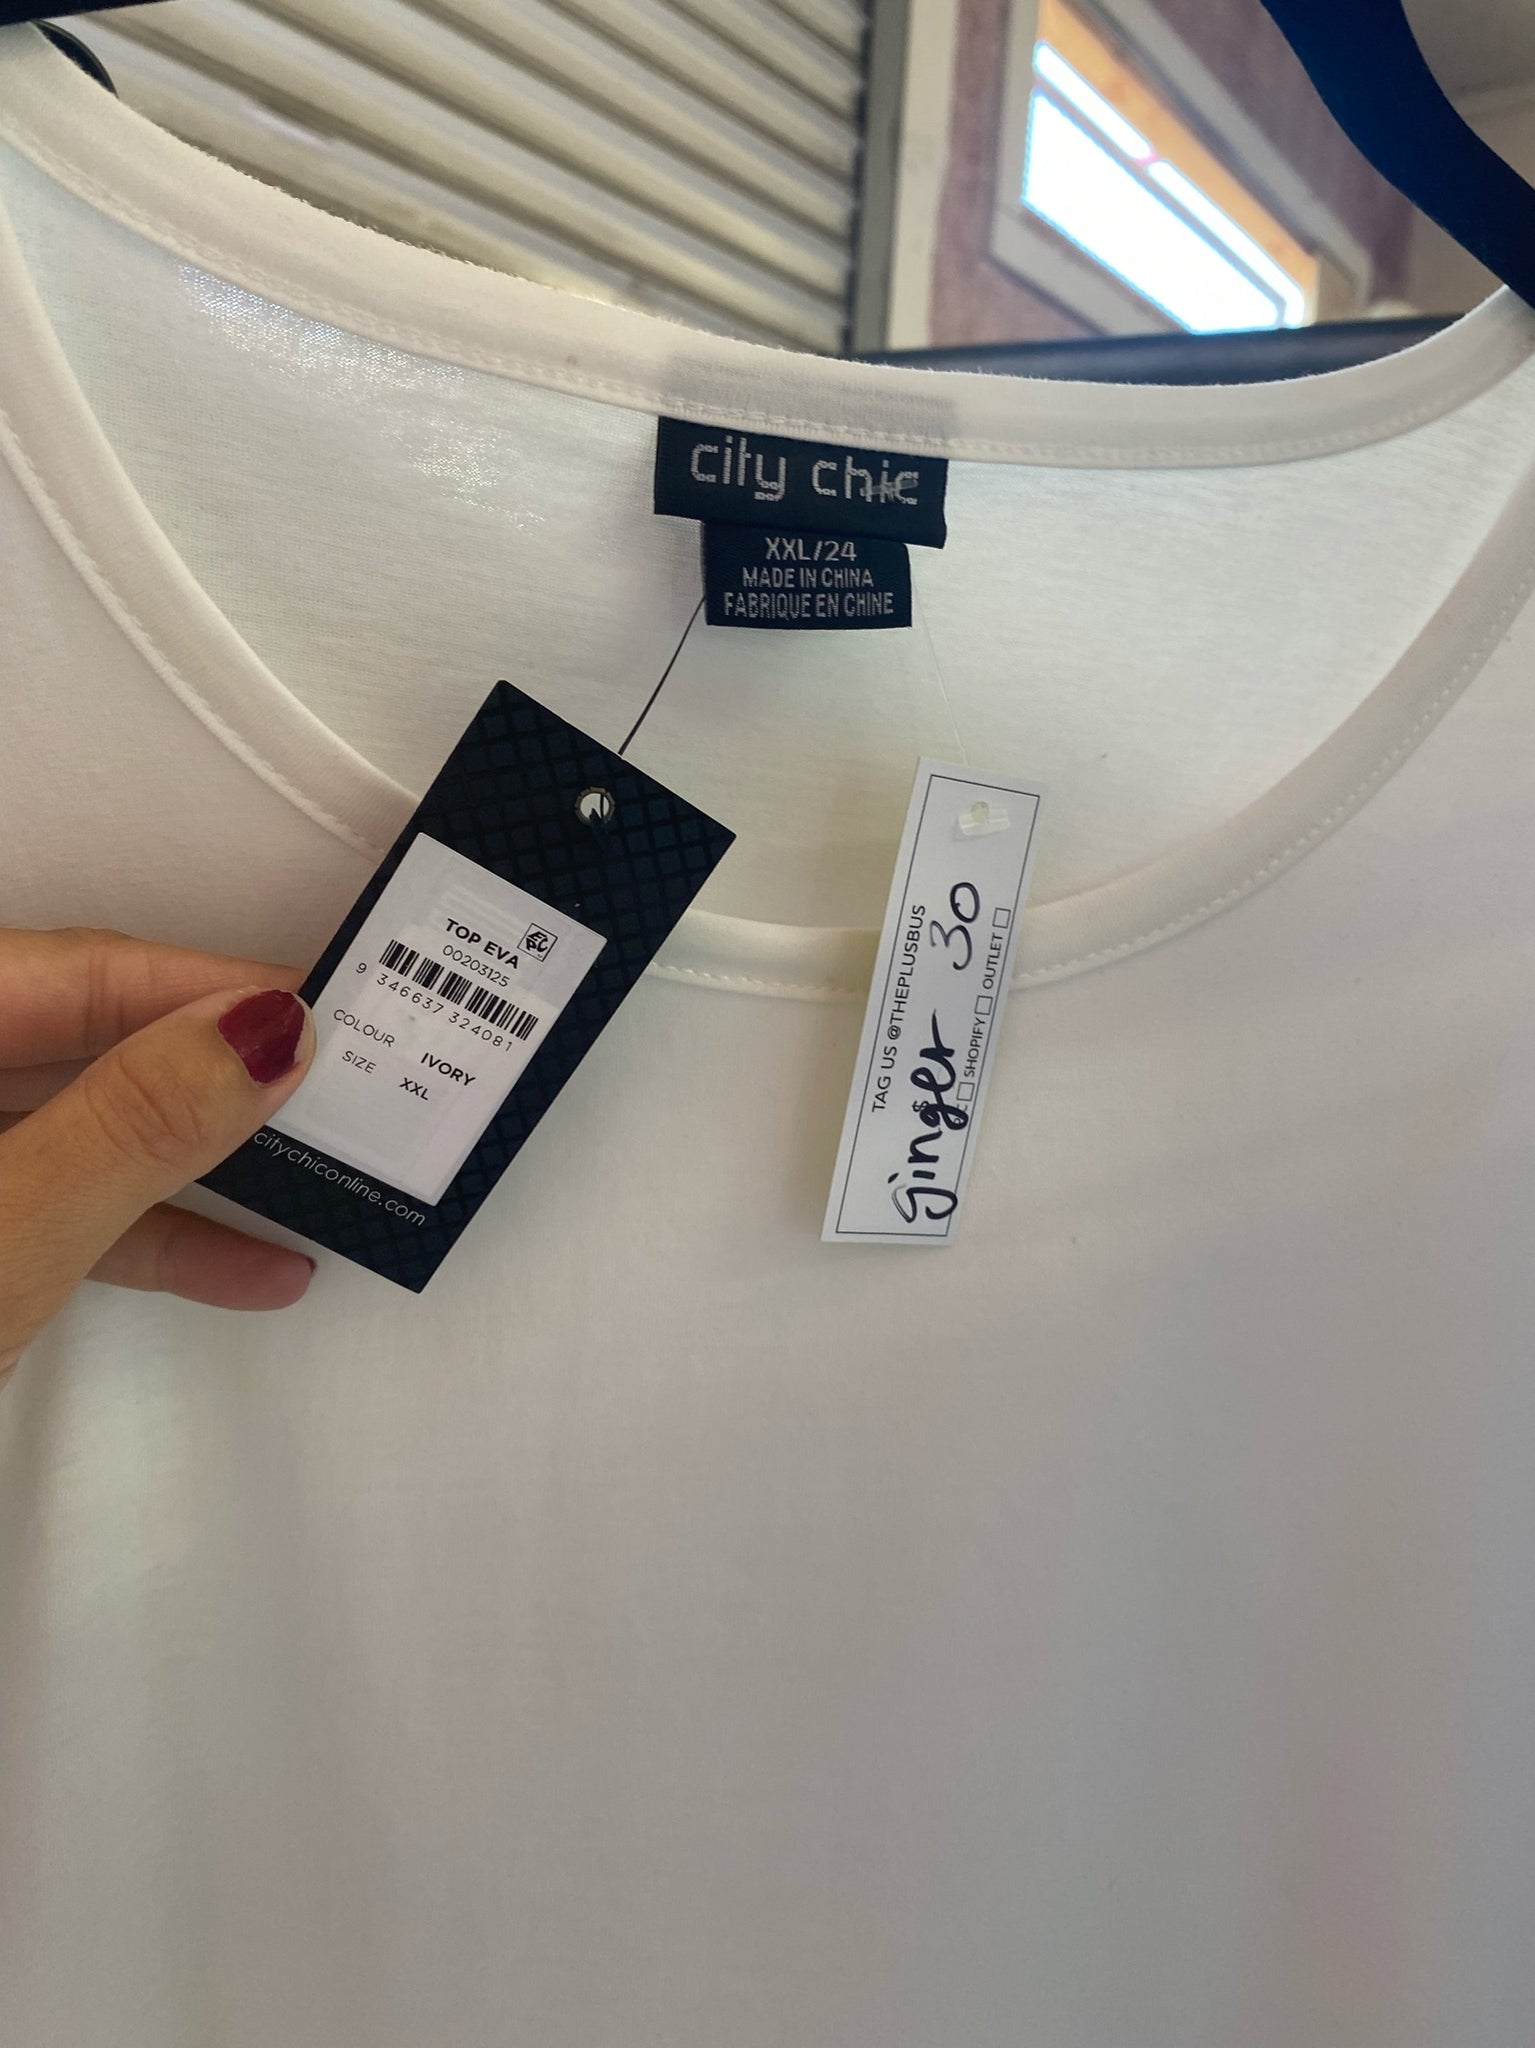 city chic
XXL/24
MADE IN CHINA
FABRIQUE EN CHINE
TOP EVA
00203125
9 346637 324081
COLOUR IVORY
SIZE XXL
citychiconline.com
TAG US @THEPLUSBUS
ginger 30
$
SHOPIFY OUTLET